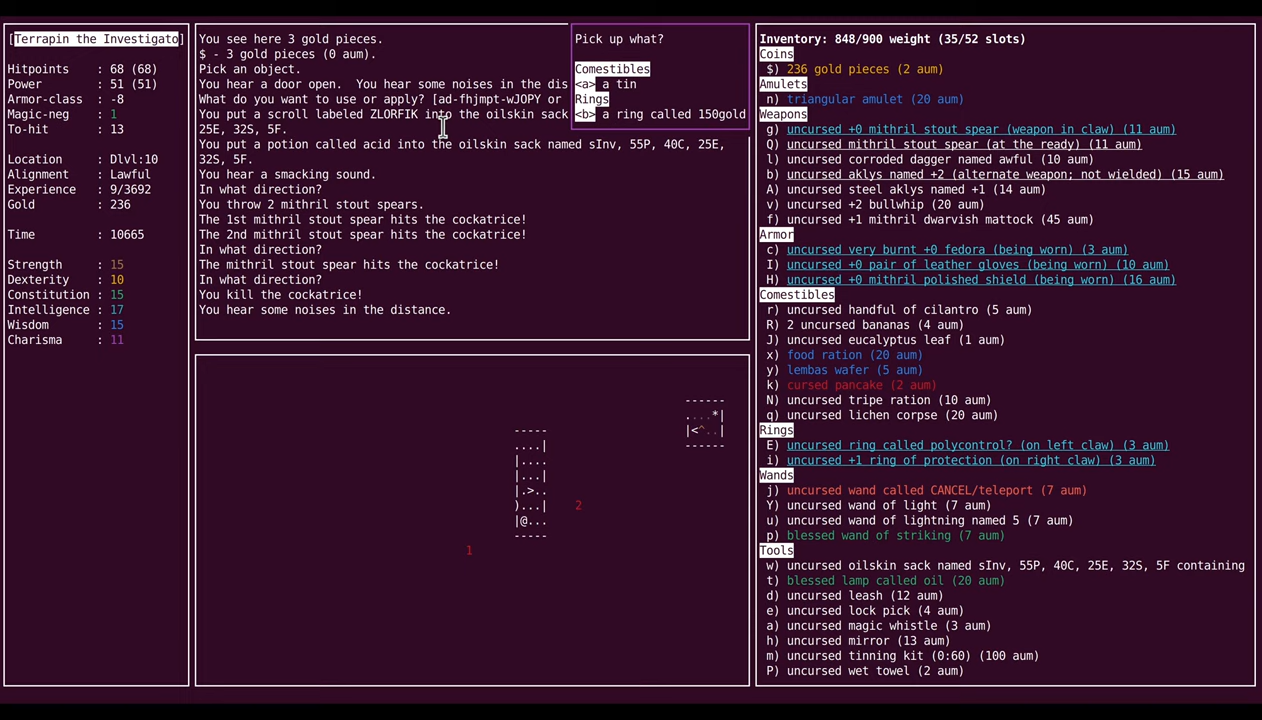 [Terrapin the Investigato]
Hitpoints : 68 (68)
Power : 51 (51)
Armor-class : -8
Magic-neg : 1
To-hit : 13
Location : Dlvl:10
Alignment : Lawful
Experience : 9/3692
Gold : 236
Time : 10665
Strength : 15
Dexterity : 10
Constitution : 15
Intelligence : 17
Wisdom : 15
Charisma : 11
You see here 3 gold pieces.
$ - 3 gold pieces (0 aum).
Pick an object.
You hear a door open.  You hear some noises in the dis
What do you want to use or apply? [ad-fhjmpt-wJOPY or
You put a scroll labeled ZLORFIK into the oilskin sack
25E, 32S, 5F.
You put a potion called acid into the oilskin sack named sInv, 55P, 40C, 25E,
32S, 5F.
You hear a smacking sound.
In what direction?
You throw 2 mithril stout spears.
The 1st mithril stout spear hits the cockatrice!
The 2nd mithril stout spear hits the cockatrice!
In what direction?
The mithril stout spear hits the cockatrice!
In what direction?
You kill the cockatrice!
You hear some noises in the distance.
Pick up what?
Comestibles
<a> a tin
Rings
<b> a ring called 150gold
------
....*|
|<^..|
------
-----
....|
|....
|...|
|.>..
)...|
2
|@...
-----
1
Inventory: 848/900 weight (35/52 slots)
Coins
$) 236 gold pieces (2 aum)
Amulets
n) triangular amulet (20 aum)
Weapons
g) uncursed +0 mithril stout spear (weapon in claw) (11 aum)
Q) uncursed mithril stout spear (at the ready) (11 aum)
l) uncursed corroded dagger named awful (10 aum)
b) uncursed aklys named +2 (alternate weapon; not wielded) (15 aum)
A) uncursed steel aklys named +1 (14 aum)
v) uncursed +2 bullwhip (20 aum)
f) uncursed +1 mithril dwarvish mattock (45 aum)
Armor
c) uncursed very burnt +0 fedora (being worn) (3 aum)
I) uncursed +0 pair of leather gloves (being worn) (10 aum)
H) uncursed +0 mithril polished shield (being worn) (16 aum)
Comestibles
r) uncursed handful of cilantro (5 aum)
R) 2 uncursed bananas (4 aum)
J) uncursed eucalyptus leaf (1 aum)
x) food ration (20 aum)
y) lembas wafer (5 aum)
k) cursed pancake (2 aum)
N) uncursed tripe ration (10 aum)
q) uncursed lichen corpse (20 aum)
Rings
E) uncursed ring called polycontrol? (on left claw) (3 aum)
i) uncursed +1 ring of protection (on right claw) (3 aum)
Wands
j) uncursed wand called CANCEL/teleport (7 aum)
Y) uncursed wand of light (7 aum)
u) uncursed wand of lightning named 5 (7 aum)
p) blessed wand of striking (7 aum)
Tools
w) uncursed oilskin sack named sInv, 55P, 40C, 25E, 32S, 5F containing
t) blessed lamp called oil (20 aum)
d) uncursed leash (12 aum)
e) uncursed lock pick (4 aum)
a) uncursed magic whistle (3 aum)
h) uncursed mirror (13 aum)
m) uncursed tinning kit (0:60) (100 aum)
P) uncursed wet towel (2 aum)